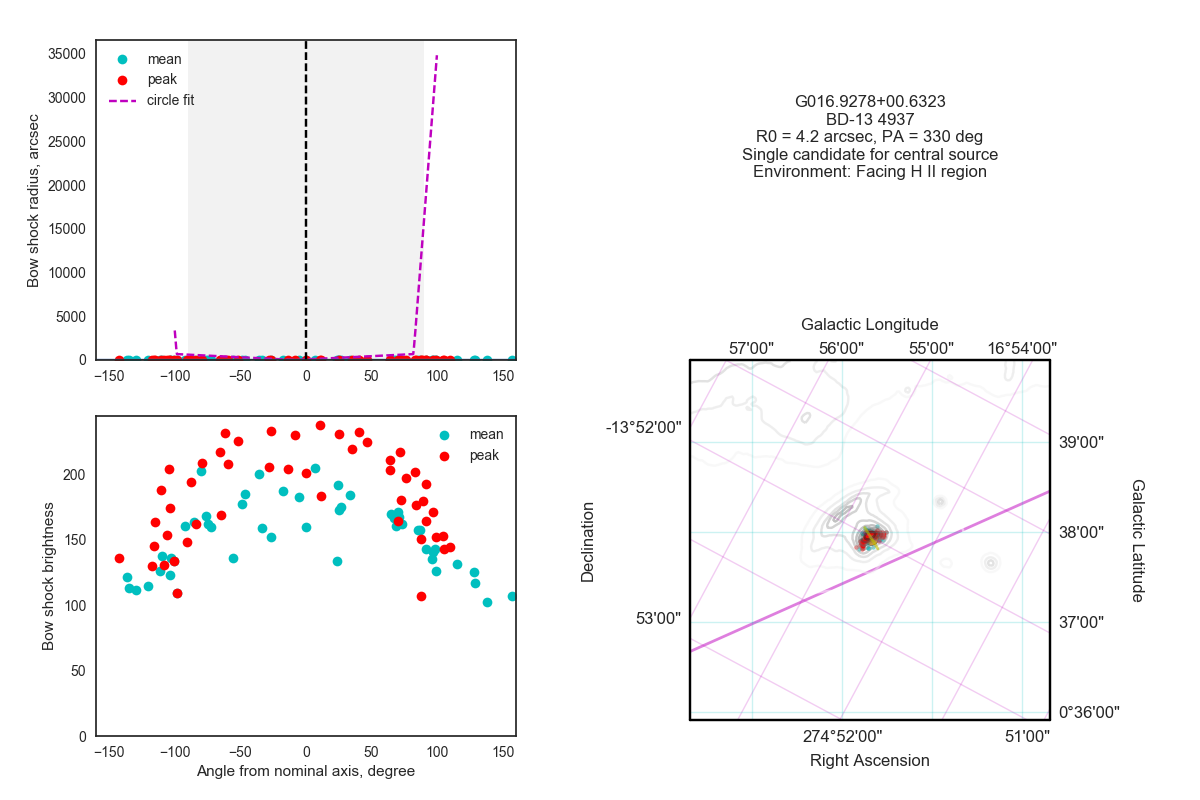 35000
30000
25000
20000
15000
10000
5000
0
Bow shock radius, arcsec
mean
peak
circle fit
−150
−100
−50
0
50
100
150
G016.9278+00.6323
BD-13 4937
R0 = 4.2 arcsec, PA = 330 deg
Single candidate for central source
Environment: Facing H II region
200
150
100
50
0
Bow shock brightness
mean
peak
−150
−100
−50
0
50
100
150
Angle from nominal axis, degree
Galactic Longitude
57'00"
56'00"
55'00"
16°54'00"
-13°52'00"
53'00"
Declination
39'00"
38'00"
37'00"
0°36'00"
Galactic Latitude
274°52'00"
51'00"
Right Ascension